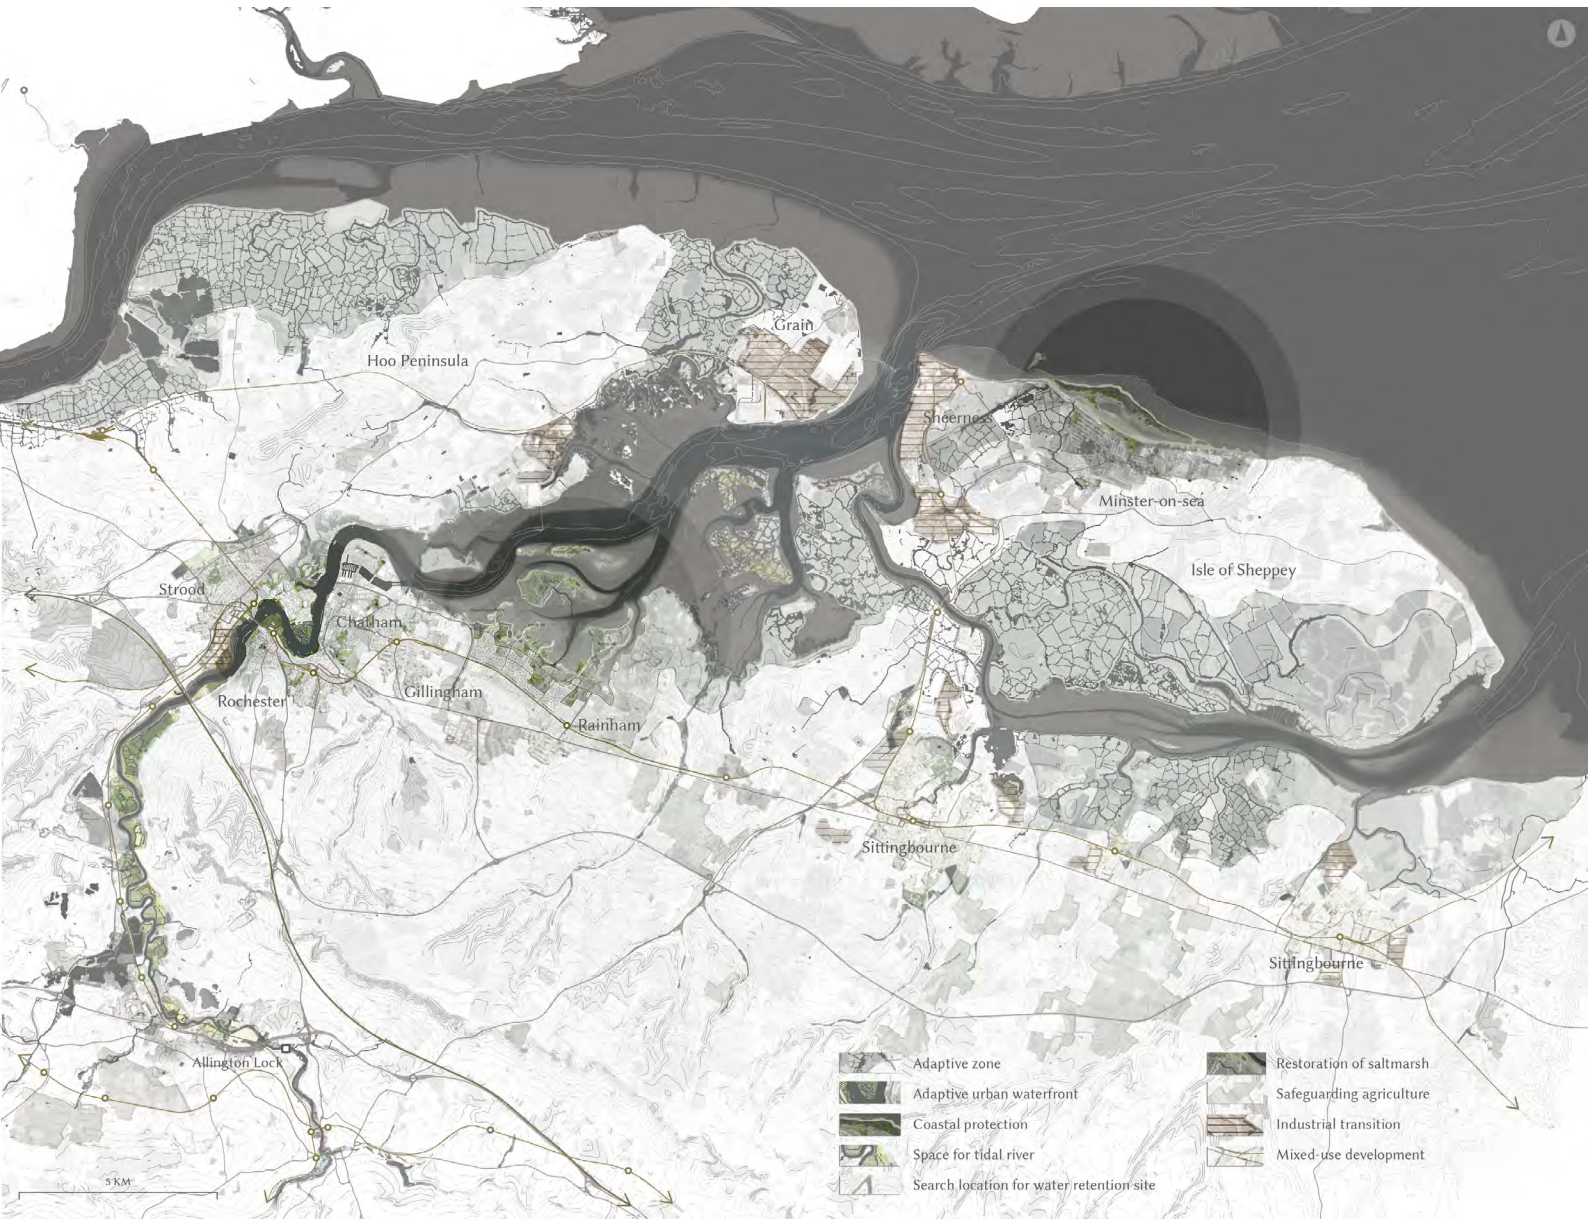 Grain
Hoo Peninsula
Sheerness
Minster-on-sea
Isle of Sheppey
Strood
Chatham
Rochester
Gillingham
Rainham
Sittingbourne
Sittingbourne
Allington Lock
5 KM
Adaptive zone
Adaptive urban waterfront
Coastal protection
Space for tidal river
Search location for water retention site
Restoration of saltmarsh
Safeguarding agriculture
Industrial transition
Mixed-use development